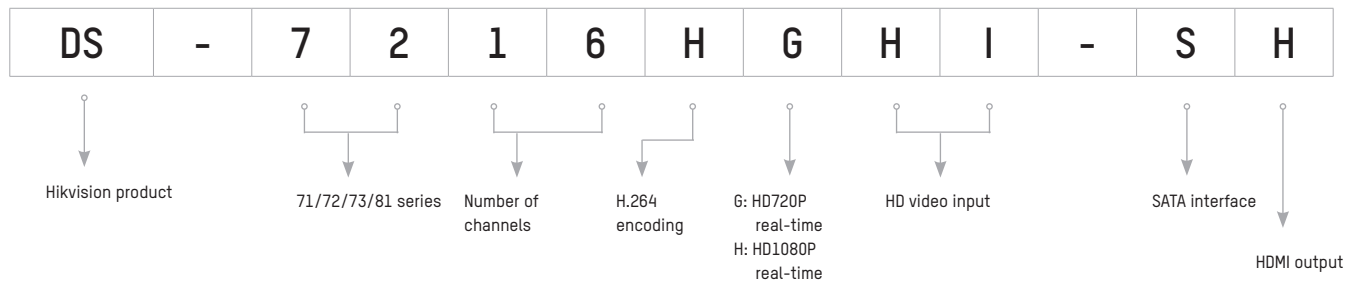 DS - 7 2 1 6 H G H I - S H
Hikvision product
71/72/73/81 series
Number of
channels
H.264
encoding
G: HD720P
real-time
H: HD1080P
real-time
HD video input
SATA interface
HDMI output